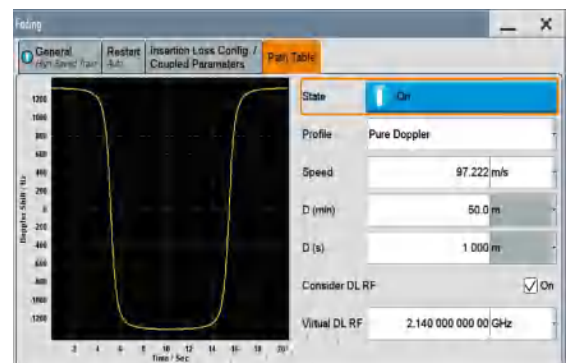 Fading
General
High Speed Train
Restart
Auto
Insertion Loss Config. /
Coupled Parameters
Path Table
State
On
Profile
Pure Doppler
Speed
97.222 m/s
D (min)
50.0 m
D (s)
1 000 m
Consider DL RF
On
Virtual DL RF
2.140 000 000 00 GHz
Doppler Shift / Hz
1200
1000
800
600
400
200
0
-200
-400
-600
-800
-1000
-1200
2 4 6 8 10 12 14 16 18 20
Time / Sec